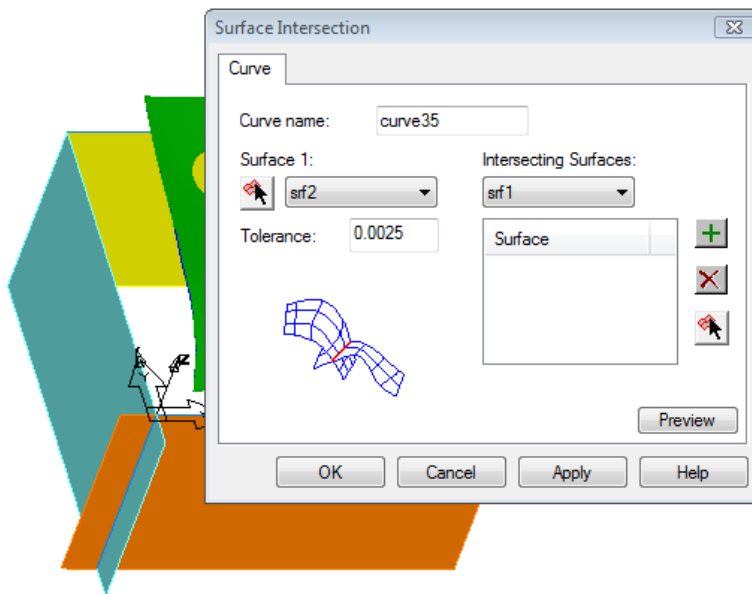 Surface Intersection
Curve
Curve name: curve35
Surface 1: Intersecting Surfaces:
srf2 srf1
Tolerance: 0.0025 Surface
Preview
OK Cancel Apply Help